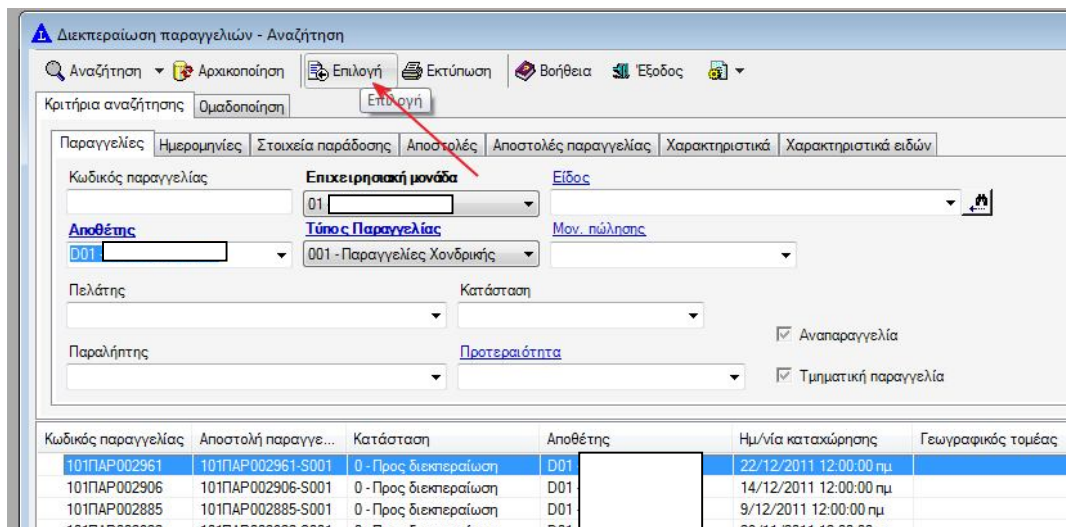 Διεκπεραίωση παραγγελιών - Αναζήτηση
Αναζήτηση Αρχικοποίηση Επιλογή Εκτύπωση Βοήθεια Έξοδος
Κριτήρια αναζήτησης Ομαδοποίηση Επιλογή
Παραγγελίες Ημερομηνίες Στοιχεία παράδοσης Αποστολές Αποστολές παραγγελίας Χαρακτηριστικά Χαρακτηριστικά ειδών
Κωδικός παραγγελίας Επιχειρησιακή μονάδα Είδος
01
Αποθέτης Τύπος Παραγγελίας Μον. πώλησης
D01 - 001 - Παραγγελίες Χονδρικής
Πελάτης Κατάσταση
Αναπαραγγελία
Παραλήπτης Προτεραιότητα
Τμηματική παραγγελία
Κωδικός παραγγελίας Αποστολή παραγγε... Κατάσταση Αποθέτης Ημ/νία καταχώρησης Γεωγραφικός τομέας
101ΠΑΡ002961 101ΠΑΡ002961-S001 0 - Προς διεκπεραίωση D01 - 22/12/2011 12:00:00 πμ
101ΠΑΡ002906 101ΠΑΡ002906-S001 0 - Προς διεκπεραίωση D01 - 14/12/2011 12:00:00 πμ
101ΠΑΡ002885 101ΠΑΡ002885-S001 0 - Προς διεκπεραίωση D01 - 9/12/2011 12:00:00 πμ